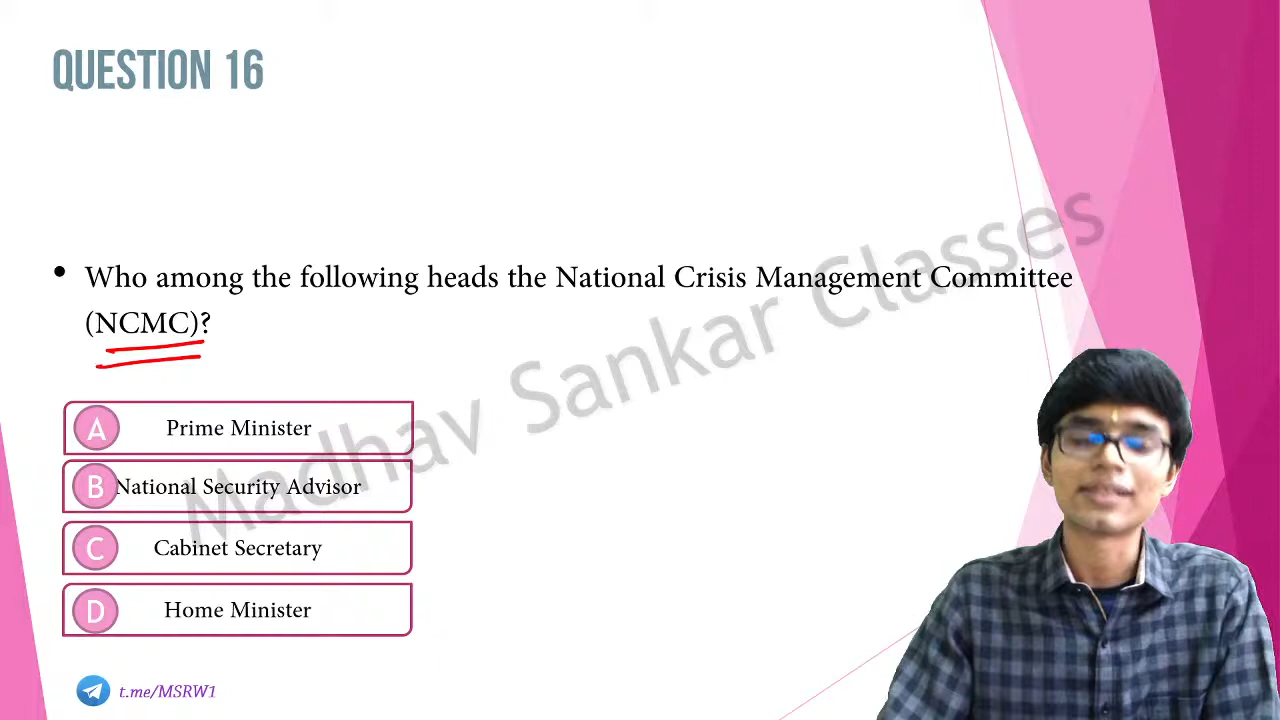 QUESTION 16
• Who among the following heads the National Crisis Management Committee
(NCMC)?
A Prime Minister
B National Security Advisor
C Cabinet Secretary
D Home Minister
Madhav Sankar Classes
t.me/MSRW1